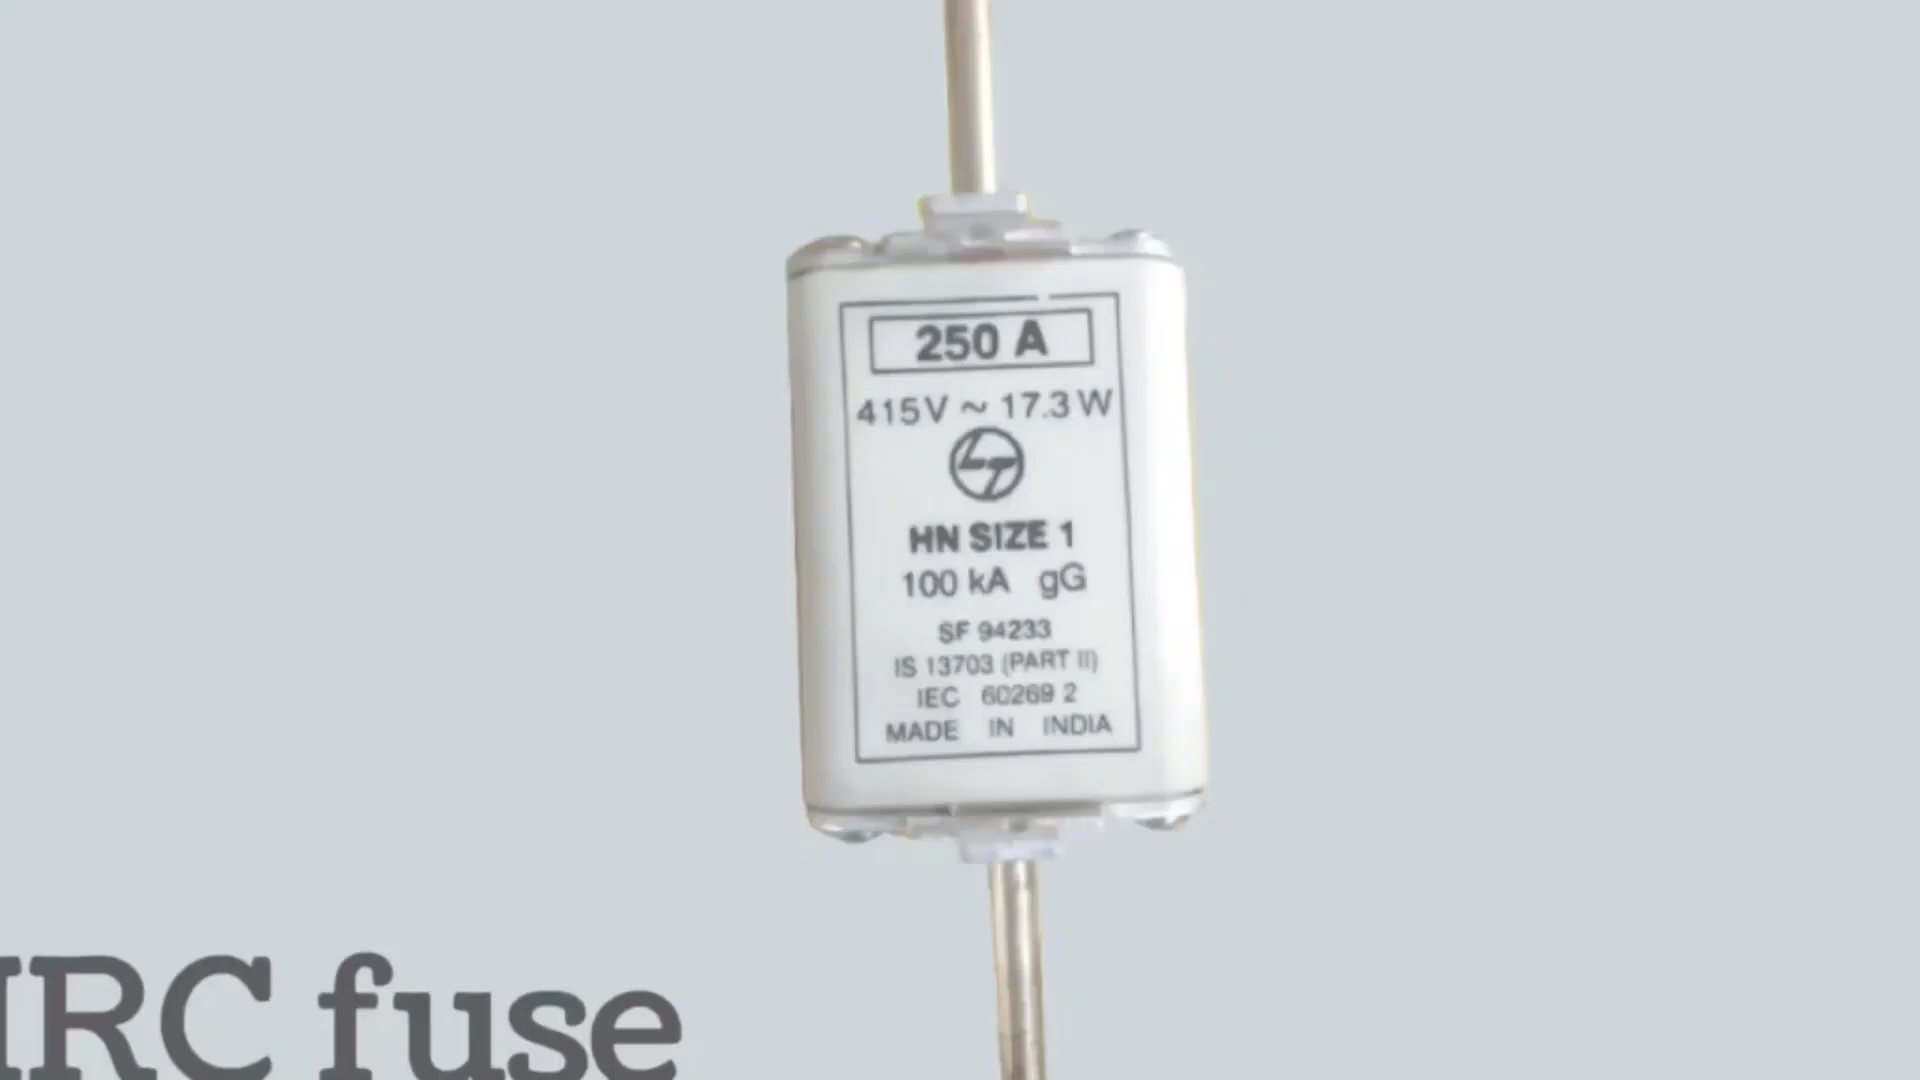 250 A
415V ~ 17.3 W
LT
HN SIZE 1
100 kA gG
SF 94233
IS 13703 (PART II)
IEC 60269 2
MADE IN INDIA
RC fuse